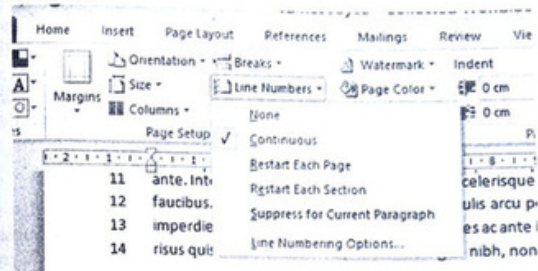 Home Insert Page Layout References Mailings Review Vie
Orientation Breaks Watermark Indent
Margins Size Line Numbers Page Color 0 cm
Columns None 0 cm
Page Setup Continuous
Restart Each Page
11 ante. Inte Restart Each Section celerisque
12 faucibus. Suppress for Current Paragraph ulis arcu p
13 imperdie es ac ante i
14 risus quis Line Numbering Options... nibh, non